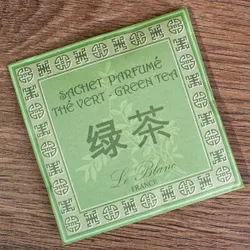 SACHET PARFUMÉ
THÉ VERT - GREEN TEA
绿茶
Le Blanc
FRANCE